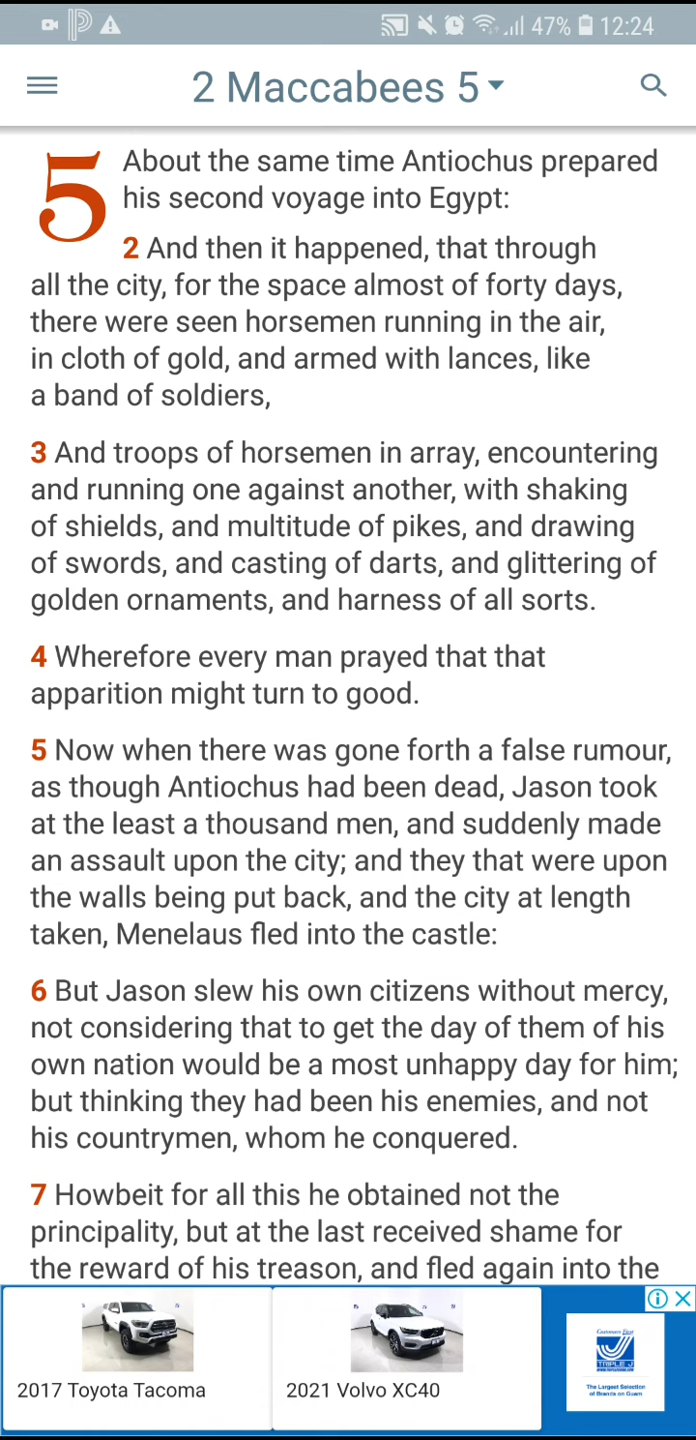 47% 12:24
2 Maccabees 5
5 About the same time Antiochus prepared
his second voyage into Egypt:
2 And then it happened, that through
all the city, for the space almost of forty days,
there were seen horsemen running in the air,
in cloth of gold, and armed with lances, like
a band of soldiers,
3 And troops of horsemen in array, encountering
and running one against another, with shaking
of shields, and multitude of pikes, and drawing
of swords, and casting of darts, and glittering of
golden ornaments, and harness of all sorts.
4 Wherefore every man prayed that that
apparition might turn to good.
5 Now when there was gone forth a false rumour,
as though Antiochus had been dead, Jason took
at the least a thousand men, and suddenly made
an assault upon the city; and they that were upon
the walls being put back, and the city at length
taken, Menelaus fled into the castle:
6 But Jason slew his own citizens without mercy,
not considering that to get the day of them of his
own nation would be a most unhappy day for him;
but thinking they had been his enemies, and not
his countrymen, whom he conquered.
7 Howbeit for all this he obtained not the
principality, but at the last received shame for
the reward of his treason, and fled again into the
2017 Toyota Tacoma
2021 Volvo XC40
Customers First
TRIPLE J
The Largest Selection
of Brands on Guam